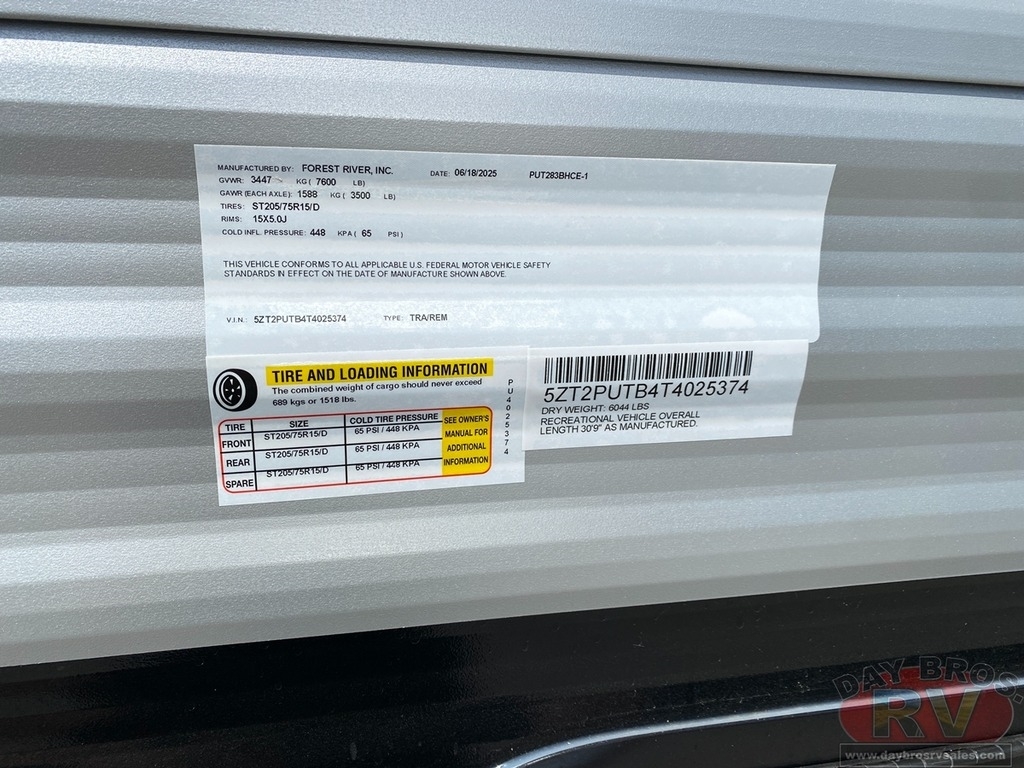 MANUFACTURED BY: FOREST RIVER, INC. DATE: 06/18/2025 PUT283BHCE-1
GVWR: 3447 KG ( 7600 LB)
GAWR (EACH AXLE): 1588 KG ( 3500 LB)
TIRES: ST205/75R15/D
RIMS: 15X5.0J
COLD INFL. PRESSURE: 448 KPA ( 65 PSI )
THIS VEHICLE CONFORMS TO ALL APPLICABLE U.S. FEDERAL MOTOR VEHICLE SAFETY
STANDARDS IN EFFECT ON THE DATE OF MANUFACTURE SHOWN ABOVE.
V.I.N.: 5ZT2PUTB4T4025374 TYPE: TRA/REM
TIRE AND LOADING INFORMATION
The combined weight of cargo should never exceed
689 kgs or 1518 lbs.
TIRE SIZE COLD TIRE PRESSURE
FRONT ST205/75R15/D 65 PSI / 448 KPA
REAR ST205/75R15/D 65 PSI / 448 KPA
SPARE ST205/75R15/D 65 PSI / 448 KPA
SEE OWNER'S
MANUAL FOR
ADDITIONAL
INFORMATION
PU4025374
5ZT2PUTB4T4025374
DRY WEIGHT: 6044 LBS
RECREATIONAL VEHICLE OVERALL
LENGTH 30'9" AS MANUFACTURED.
DAY BROS.
RV
www.daybrosrvsales.com